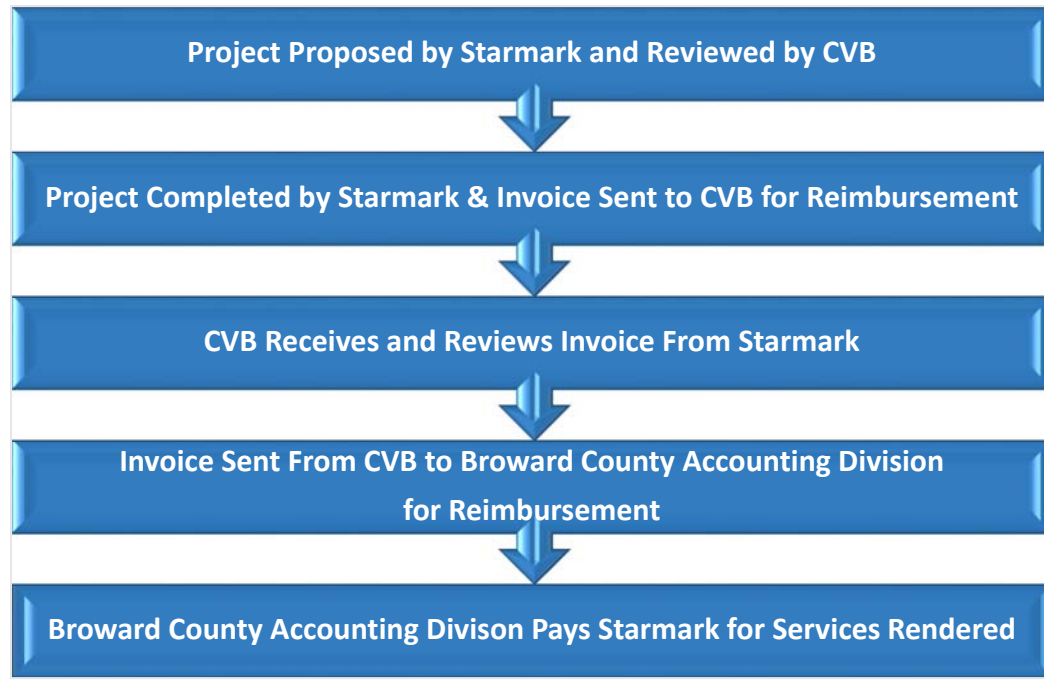 Project Proposed by Starmark and Reviewed by CVB
Project Completed by Starmark & Invoice Sent to CVB for Reimbursement
CVB Receives and Reviews Invoice From Starmark
Invoice Sent From CVB to Broward County Accounting Division
for Reimbursement
Broward County Accounting Divison Pays Starmark for Services Rendered